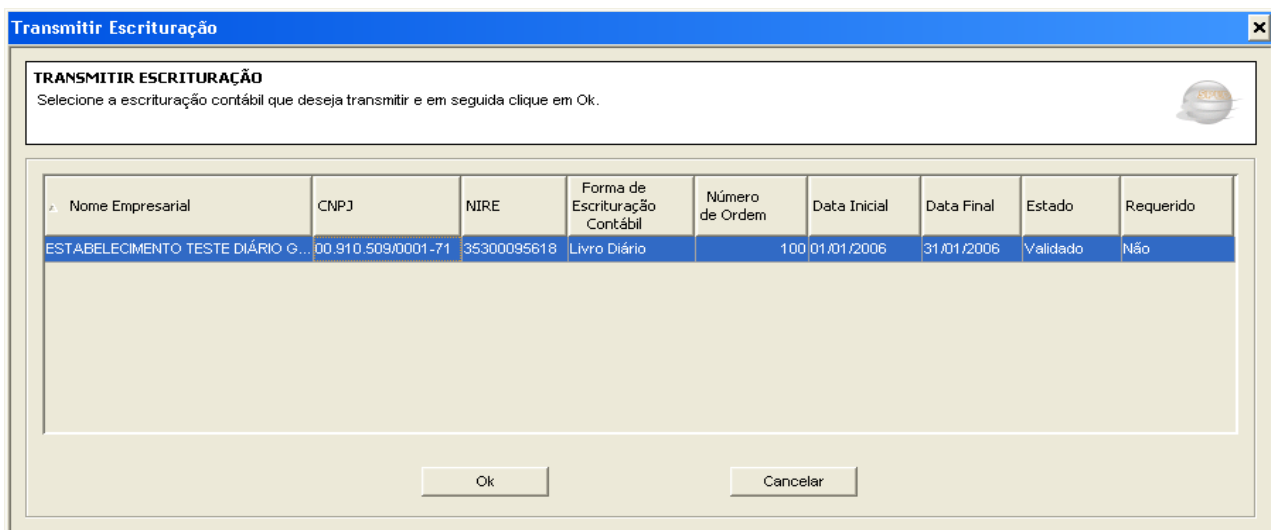 Transmitir Escrituração
TRANSMITIR ESCRITURAÇÃO
Selecione a escrituração contábil que deseja transmitir e em seguida clique em Ok.
Nome Empresarial CNPJ NIRE Forma de Escrituração Contábil Número de Ordem Data Inicial Data Final Estado Requerido
ESTABELECIMENTO TESTE DIÁRIO G... 00.910.509/0001-71 35300095618 Livro Diário 100 01/01/2006 31/01/2006 Validado Não
Ok Cancelar